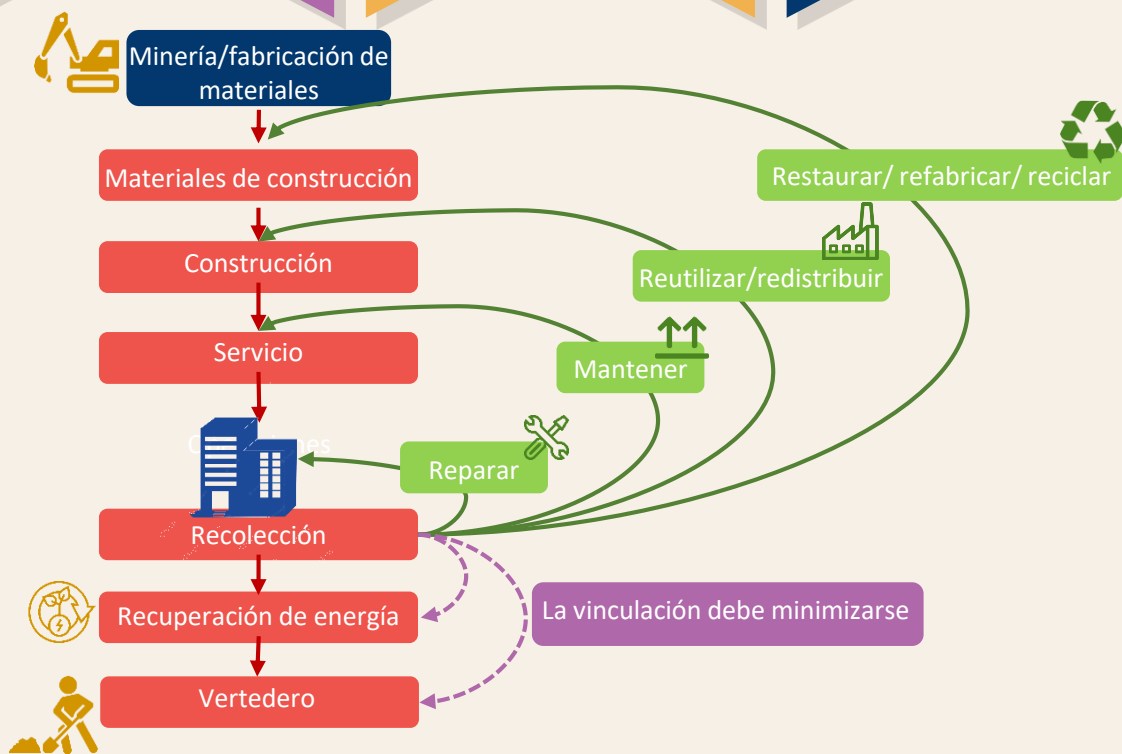 Minería/fabricación de
materiales
Materiales de construcción
Restaurar/ refabricar/ reciclar
Construcción
Reutilizar/redistribuir
Servicio
Mantener
Reparar
Recolección
Recuperación de energía
La vinculación debe minimizarse
Vertedero